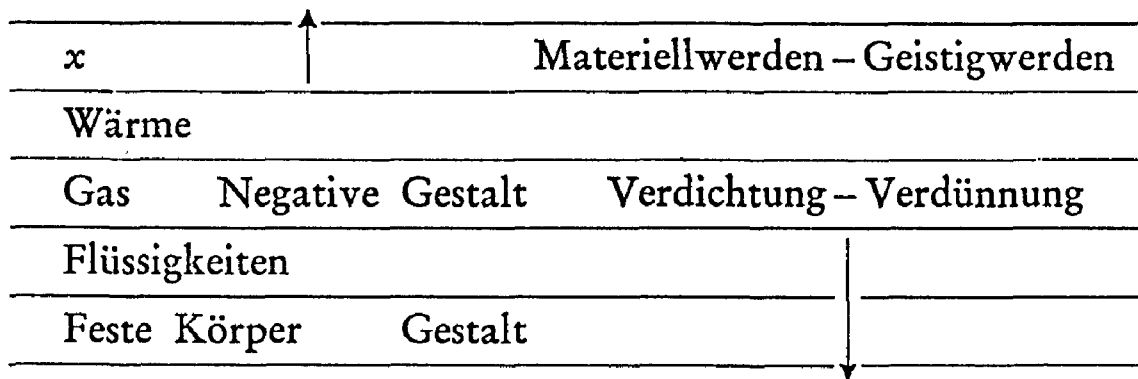 x Materiellwerden – Geistigwerden
Wärme
Gas Negative Gestalt Verdichtung – Verdünnung
Flüssigkeiten
Feste Körper Gestalt